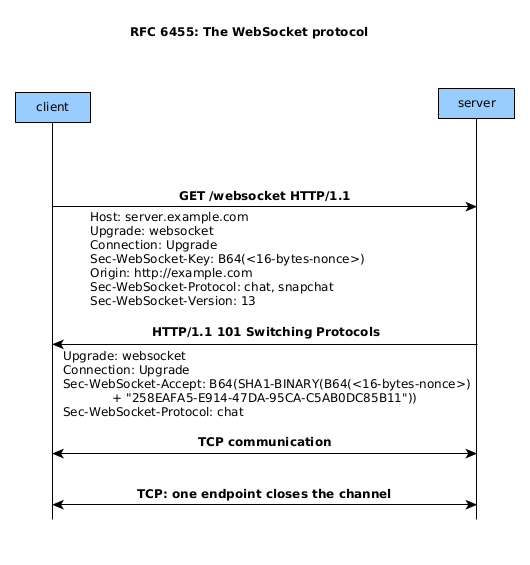 RFC 6455: The WebSocket protocol
client
server
GET /websocket HTTP/1.1
Host: server.example.com
Upgrade: websocket
Connection: Upgrade
Sec-WebSocket-Key: B64(<16-bytes-nonce>)
Origin: http://example.com
Sec-WebSocket-Protocol: chat, snapchat
Sec-WebSocket-Version: 13
HTTP/1.1 101 Switching Protocols
Upgrade: websocket
Connection: Upgrade
Sec-WebSocket-Accept: B64(SHA1-BINARY(B64(<16-bytes-nonce>)
+ "258EAFA5-E914-47DA-95CA-C5AB0DC85B11"))
Sec-WebSocket-Protocol: chat
TCP communication
TCP: one endpoint closes the channel